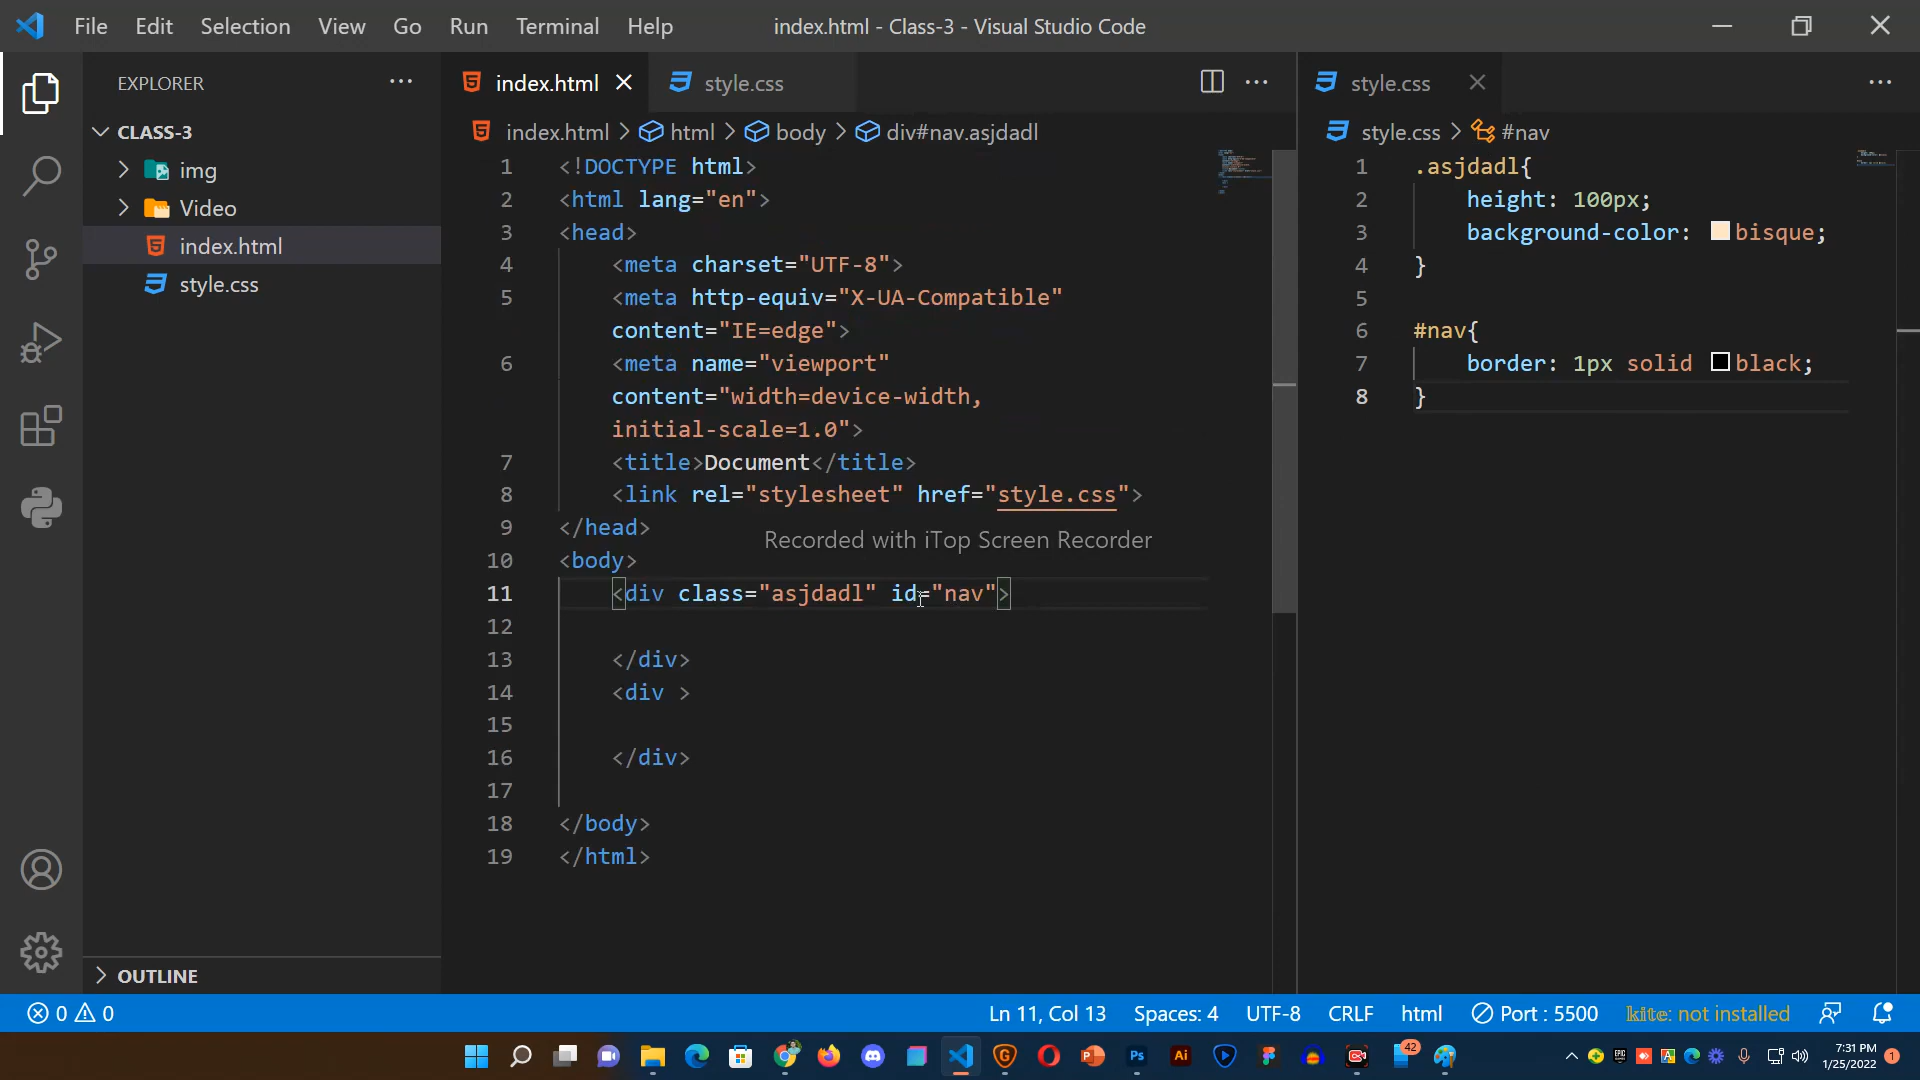 File Edit Selection View Go Run Terminal Help index.html - Class-3 - Visual Studio Code
EXPLORER
CLASS-3
img
Video
index.html
style.css
OUTLINE
index.html style.css
index.html > html > body > div#nav.asjdadl
1 <!DOCTYPE html>
2 <html lang="en">
3 <head>
4 <meta charset="UTF-8">
5 <meta http-equiv="X-UA-Compatible"
content="IE=edge">
6 <meta name="viewport"
content="width=device-width,
initial-scale=1.0">
7 <title>Document</title>
8 <link rel="stylesheet" href="style.css">
9 </head>
Recorded with iTop Screen Recorder
10 <body>
11 <div class="asjdadl" id="nav">
12
13 </div>
14 <div >
15
16 </div>
17
18 </body>
19 </html>
style.css
style.css > #nav
1 .asjdadl{
2 height: 100px;
3 background-color: bisque;
4 }
5
6 #nav{
7 border: 1px solid black;
8 }
0 0 Ln 11, Col 13 Spaces: 4 UTF-8 CRLF html Port : 5500 kite: not installed
42
7:31 PM
1/25/2022
1